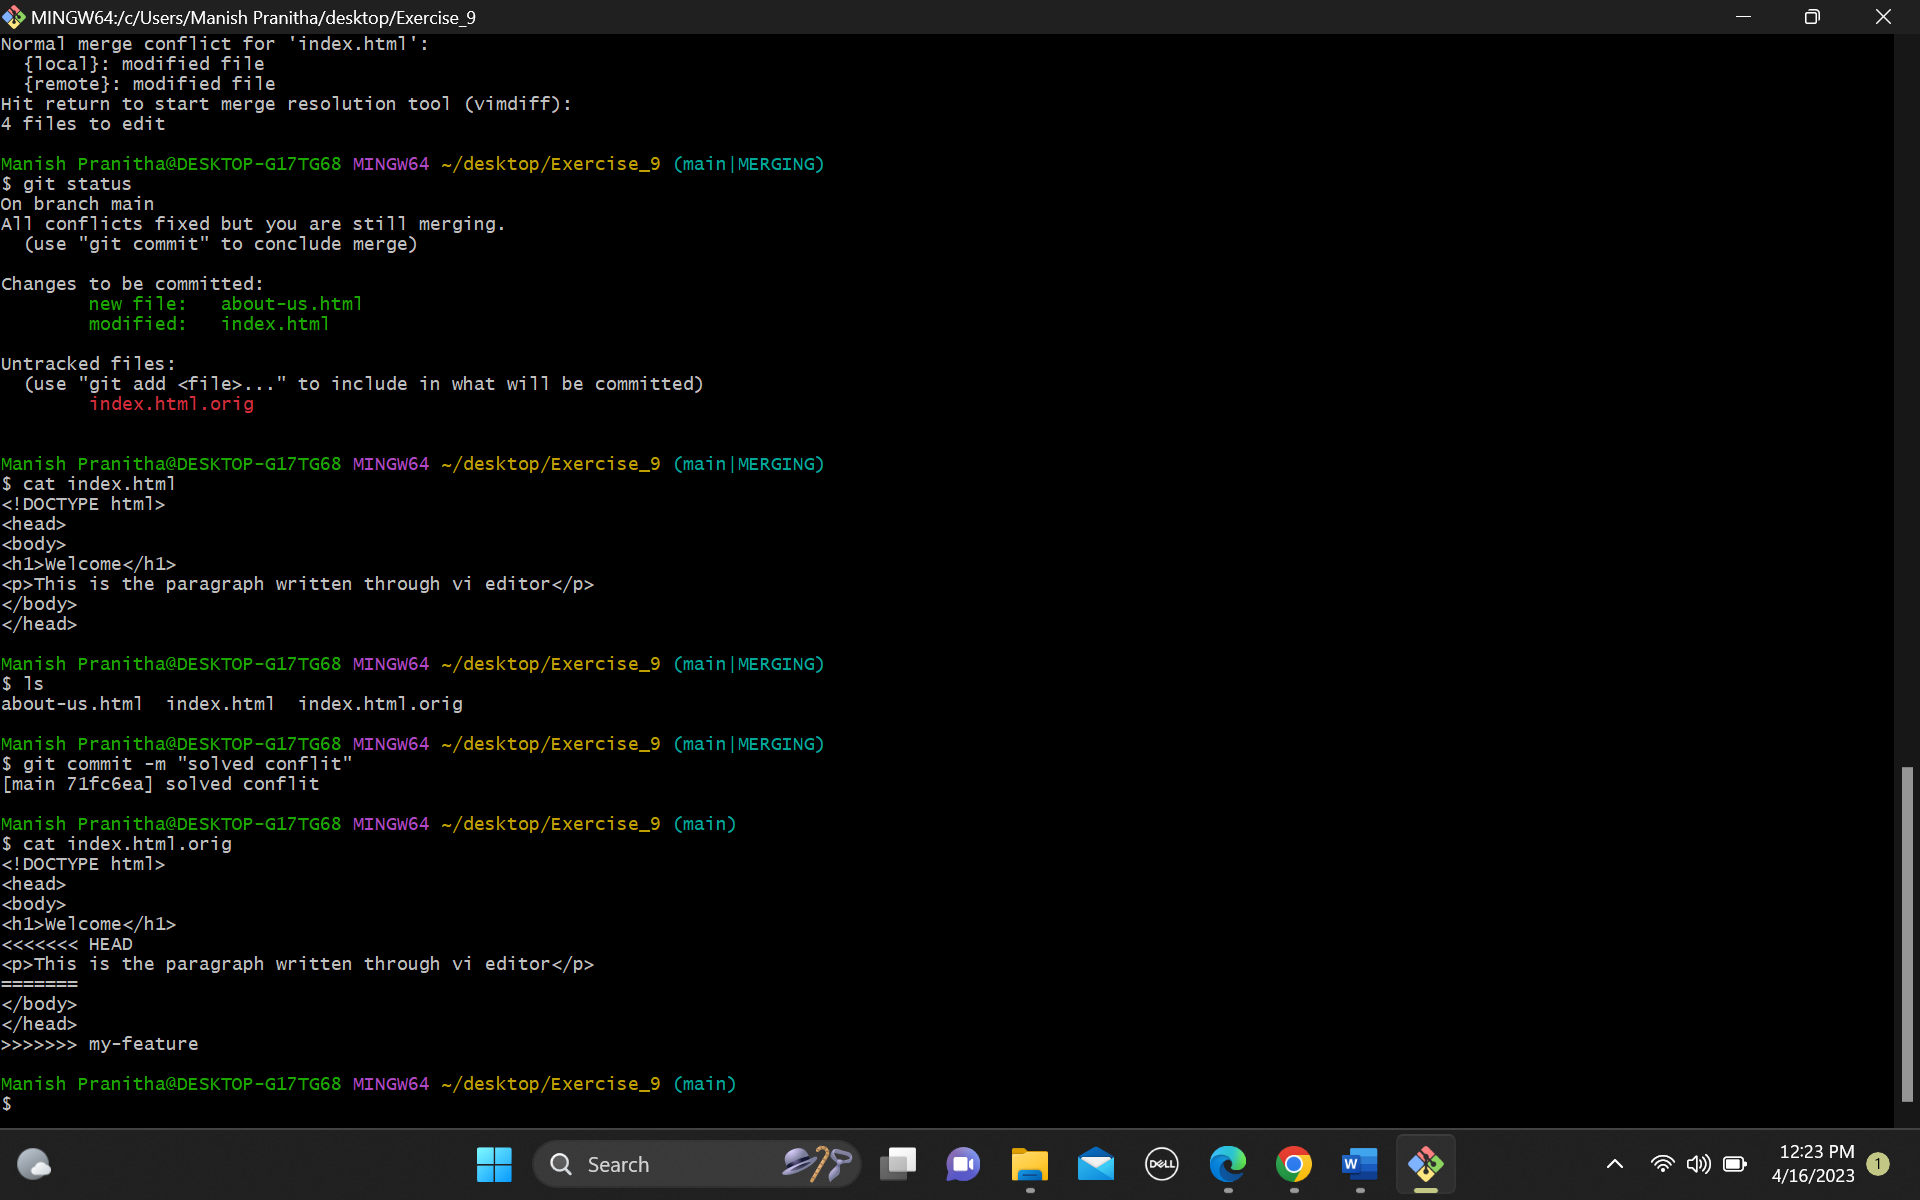 MINGW64:/c/Users/Manish Pranitha/desktop/Exercise_9
Normal merge conflict for 'index.html':
  {local}: modified file
  {remote}: modified file
Hit return to start merge resolution tool (vimdiff):
4 files to edit
Manish Pranitha@DESKTOP-G17TG68 MINGW64 ~/desktop/Exercise_9 (main|MERGING)
$ git status
On branch main
All conflicts fixed but you are still merging.
  (use "git commit" to conclude merge)
Changes to be committed:
        new file:   about-us.html
        modified:   index.html
Untracked files:
  (use "git add <file>..." to include in what will be committed)
        index.html.orig
Manish Pranitha@DESKTOP-G17TG68 MINGW64 ~/desktop/Exercise_9 (main|MERGING)
$ cat index.html
<!DOCTYPE html>
<head>
<body>
<h1>Welcome</h1>
<p>This is the paragraph written through vi editor</p>
</body>
</head>
Manish Pranitha@DESKTOP-G17TG68 MINGW64 ~/desktop/Exercise_9 (main|MERGING)
$ ls
about-us.html  index.html  index.html.orig
Manish Pranitha@DESKTOP-G17TG68 MINGW64 ~/desktop/Exercise_9 (main|MERGING)
$ git commit -m "solved conflit"
[main 71fc6ea] solved conflit
Manish Pranitha@DESKTOP-G17TG68 MINGW64 ~/desktop/Exercise_9 (main)
$ cat index.html.orig
<!DOCTYPE html>
<head>
<body>
<h1>Welcome</h1>
<<<<<<< HEAD
<p>This is the paragraph written through vi editor</p>
=======
</body>
</head>
>>>>>>> my-feature
Manish Pranitha@DESKTOP-G17TG68 MINGW64 ~/desktop/Exercise_9 (main)
$
Search
DELL
W
12:23 PM
4/16/2023
1